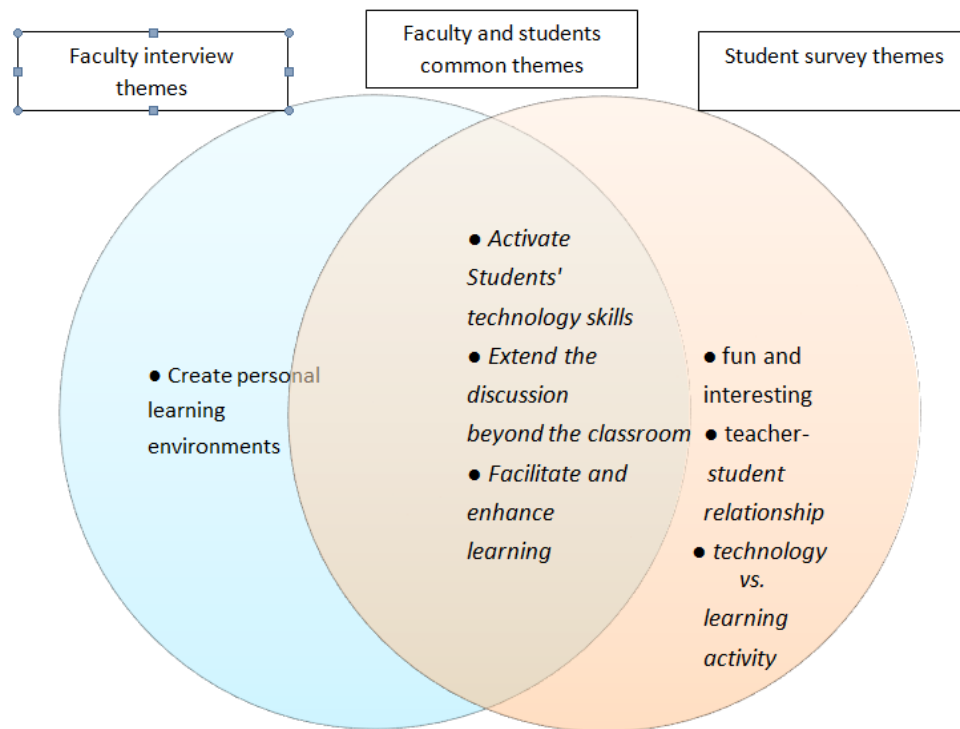 Faculty interview
themes
Faculty and students
common themes
Student survey themes
● Create personal
learning
environments
● Activate
Students'
technology skills
● Extend the
discussion
beyond the classroom
● Facilitate and
enhance
learning
● fun and
interesting
● teacher-
student
relationship
● technology
vs.
learning
activity